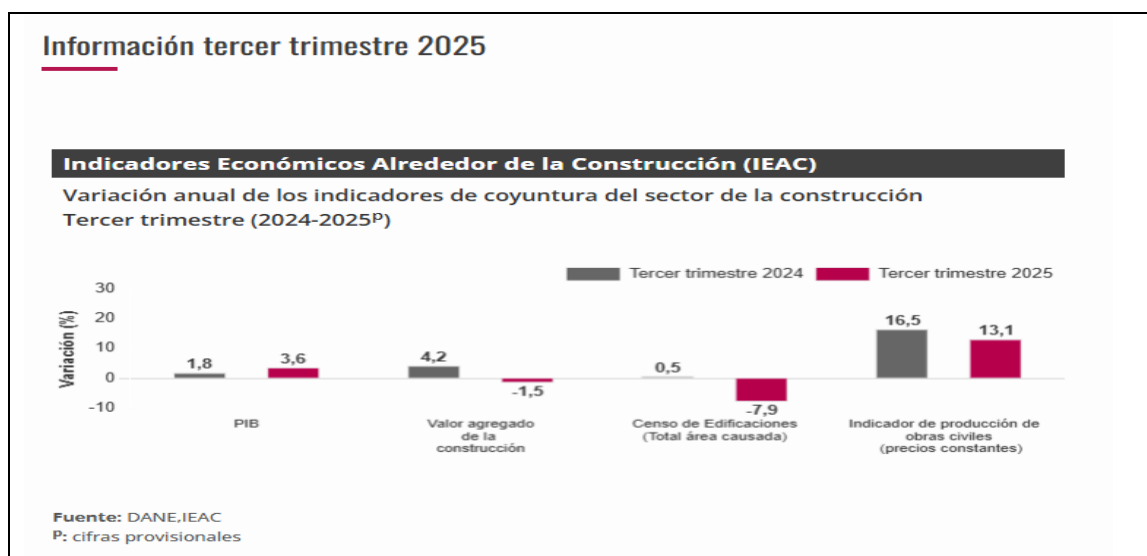 Información tercer trimestre 2025
Indicadores Económicos Alrededor de la Construcción (IEAC)
Variación anual de los indicadores de coyuntura del sector de la construcción
Tercer trimestre (2024-2025ᵖ)
Tercer trimestre 2024
Tercer trimestre 2025
Variación (%)
30
20
10
0
-10
1,8
3,6
4,2
-1,5
0,5
-7,9
16,5
13,1
PIB
Valor agregado
de la
construcción
Censo de Edificaciones
(Total área causada)
Indicador de producción de
obras civiles
(precios constantes)
Fuente: DANE,IEAC
P: cifras provisionales